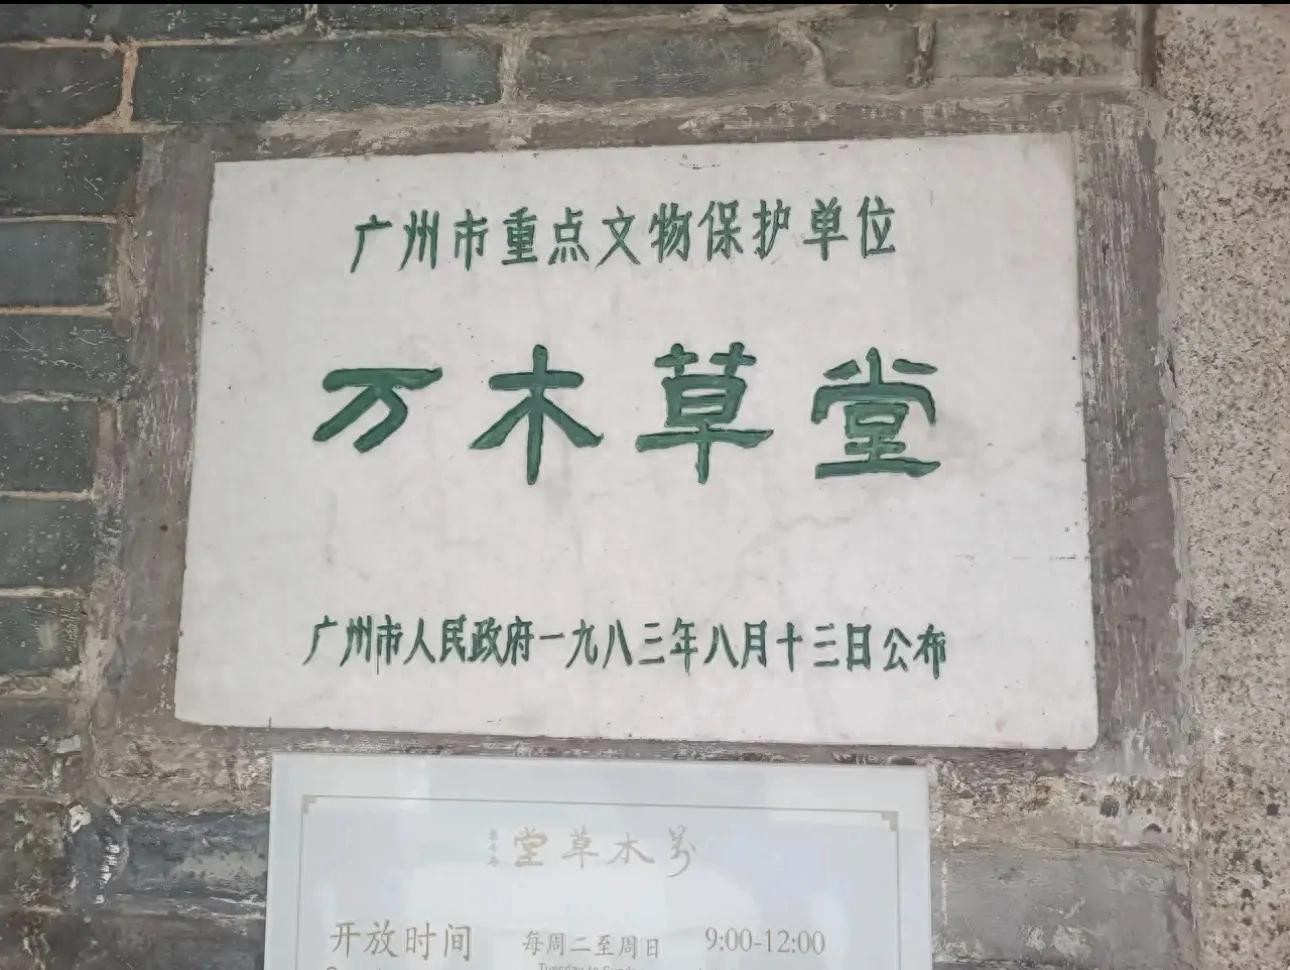 广州市重点文物保护单位
万木草堂
广州市人民政府一九八三年八月十三日公布
堂草木万
开放时间 每周二至周日 9:00-12:00